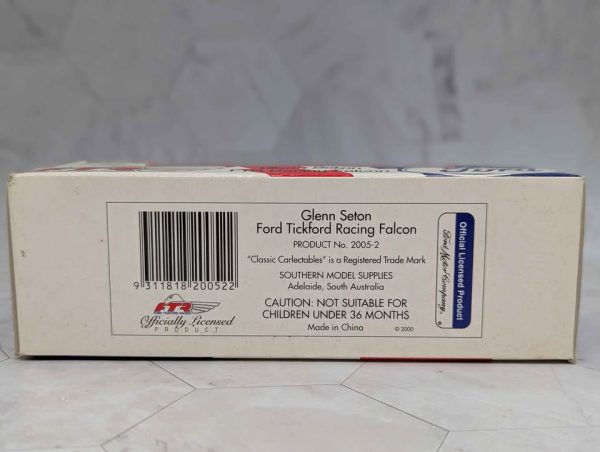 Glenn Seton
Ford Tickford Racing Falcon
PRODUCT No. 2005-2
"Classic Carlectables" is a Registered Trade Mark
SOUTHERN MODEL SUPPLIES
Adelaide, South Australia
CAUTION: NOT SUITABLE FOR
CHILDREN UNDER 36 MONTHS
Made in China
© 2000
9 311818 200522
FTR
Officially Licensed
PRODUCT
Official Licensed Product
Ford Motor Company